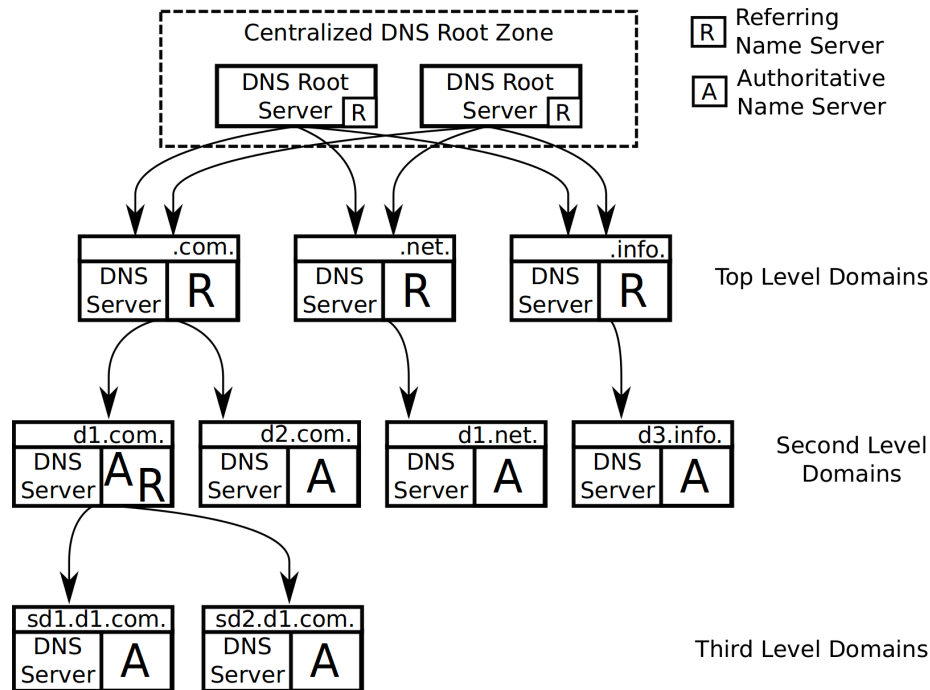 Centralized DNS Root Zone
DNS Root
Server
R
DNS Root
Server
R
R
Referring
Name Server
A
Authoritative
Name Server
.com.
DNS
Server
R
.net.
DNS
Server
R
.info.
DNS
Server
R
Top Level Domains
d1.com.
DNS
Server
A
R
d2.com.
DNS
Server
A
d1.net.
DNS
Server
A
d3.info.
DNS
Server
A
Second Level
Domains
sd1.d1.com.
DNS
Server
A
sd2.d1.com.
DNS
Server
A
Third Level Domains